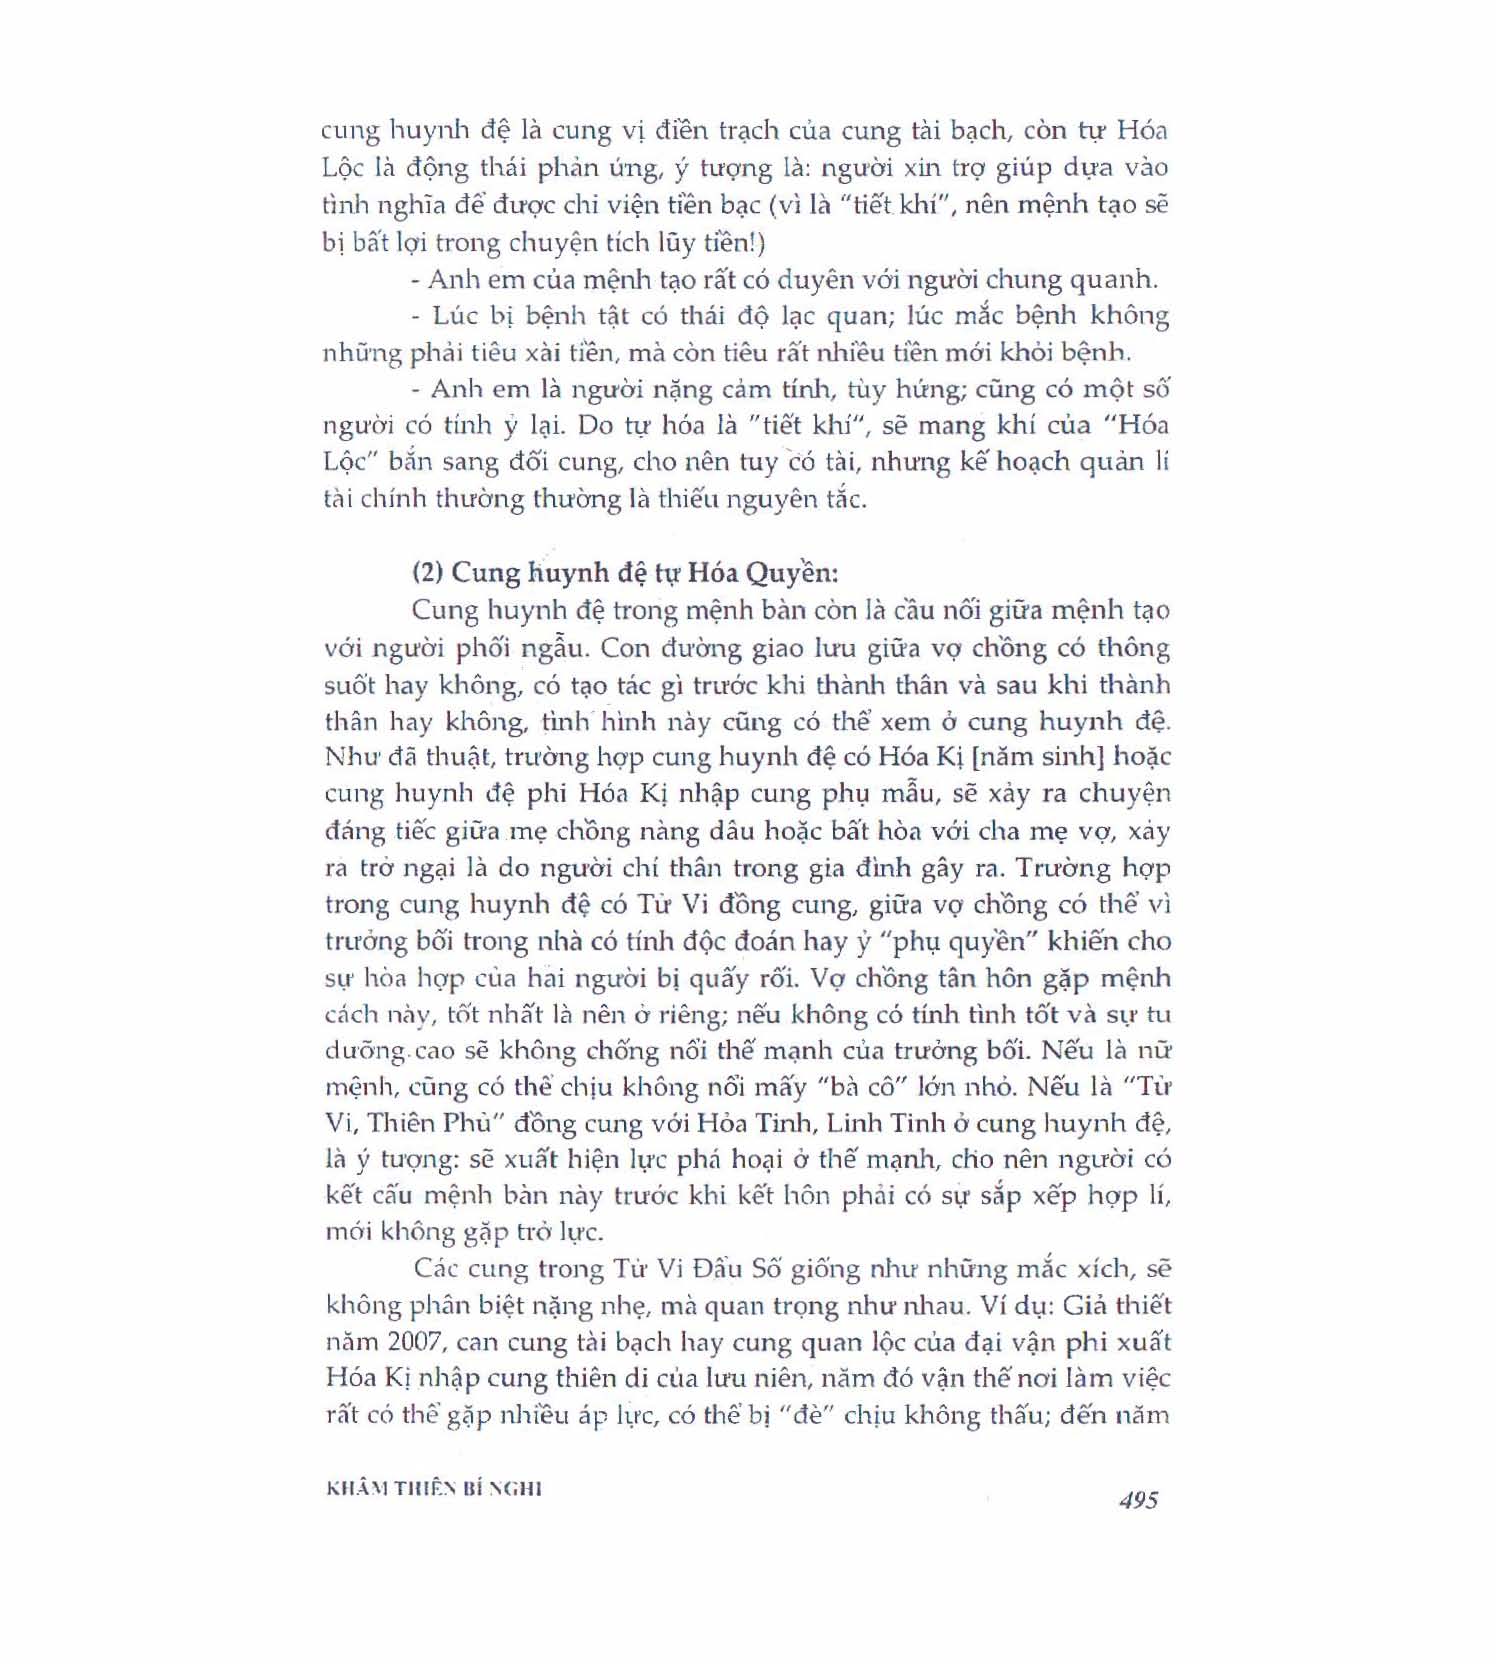 cung huynh đệ là cung vị điền trạch của cung tài bạch, còn tự Hóa
Lộc là động thái phản ứng, ý tượng là: người xin trợ giúp dựa vào
tình nghĩa để được chi viện tiền bạc (vì là "tiết khí", nên mệnh tạo sẽ
bị bất lợi trong chuyện tích lũy tiền!)
- Anh em của mệnh tạo rất có duyên với người chung quanh.
- Lúc bị bệnh tật có thái độ lạc quan; lúc mắc bệnh không
những phải tiêu xài tiền, mà còn tiêu rất nhiều tiền mới khỏi bệnh.
- Anh em là người nặng cảm tính, tùy hứng; cũng có một số
người có tính ỷ lại. Do tự hóa là "tiết khí", sẽ mang khí của "Hóa
Lộc" bắn sang đối cung, cho nên tuy có tài, nhưng kế hoạch quản lí
tài chính thường thường là thiếu nguyên tắc.
(2) Cung huynh đệ tự Hóa Quyền:
Cung huynh đệ trong mệnh bàn còn là cầu nối giữa mệnh tạo
với người phối ngẫu. Con đường giao lưu giữa vợ chồng có thông
suốt hay không, có tạo tác gì trước khi thành thân và sau khi thành
thân hay không, tình hình này cũng có thể xem ở cung huynh đệ.
Như đã thuật, trường hợp cung huynh đệ có Hóa Kị [năm sinh] hoặc
cung huynh đệ phi Hóa Kị nhập cung phụ mẫu, sẽ xảy ra chuyện
đáng tiếc giữa mẹ chồng nàng dâu hoặc bất hòa với cha mẹ vợ, xảy
ra trở ngại là do người chí thân trong gia đình gây ra. Trường hợp
trong cung huynh đệ có Tử Vi đồng cung, giữa vợ chồng có thể vì
trưởng bối trong nhà có tính độc đoán hay ỷ "phụ quyền" khiến cho
sự hòa hợp của hai người bị quấy rối. Vợ chồng tân hôn gặp mệnh
cách này, tốt nhất là nên ở riêng; nếu không có tính tình tốt và sự tu
dưỡng cao sẽ không chống nổi thế mạnh của trưởng bối. Nếu là nữ
mệnh, cũng có thể chịu không nổi mấy "bà cô" lớn nhỏ. Nếu là "Tử
Vi, Thiên Phủ" đồng cung với Hỏa Tinh, Linh Tinh ở cung huynh đệ,
là ý tượng: sẽ xuất hiện lực phá hoại ở thế mạnh, cho nên người có
kết cấu mệnh bàn này trước khi kết hôn phải có sự sắp xếp hợp lí,
mới không gặp trở lực.
Các cung trong Tử Vi Đẩu Số giống như những mắc xích, sẽ
không phân biệt nặng nhẹ, mà quan trọng như nhau. Ví dụ: Giả thiết
năm 2007, can cung tài bạch hay cung quan lộc của đại vận phi xuất
Hóa Kị nhập cung thiên di của lưu niên, năm đó vận thế nơi làm việc
rất có thể gặp nhiều áp lực, có thể bị "đè" chịu không thấu; đến năm
KHÂM THIÊN BÍ NGHI
495